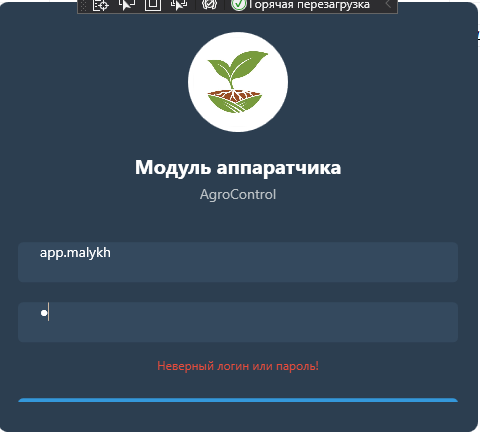 Горячая перезагрузка
Модуль аппаратчика
AgroControl
app.malykh
Неверный логин или пароль!